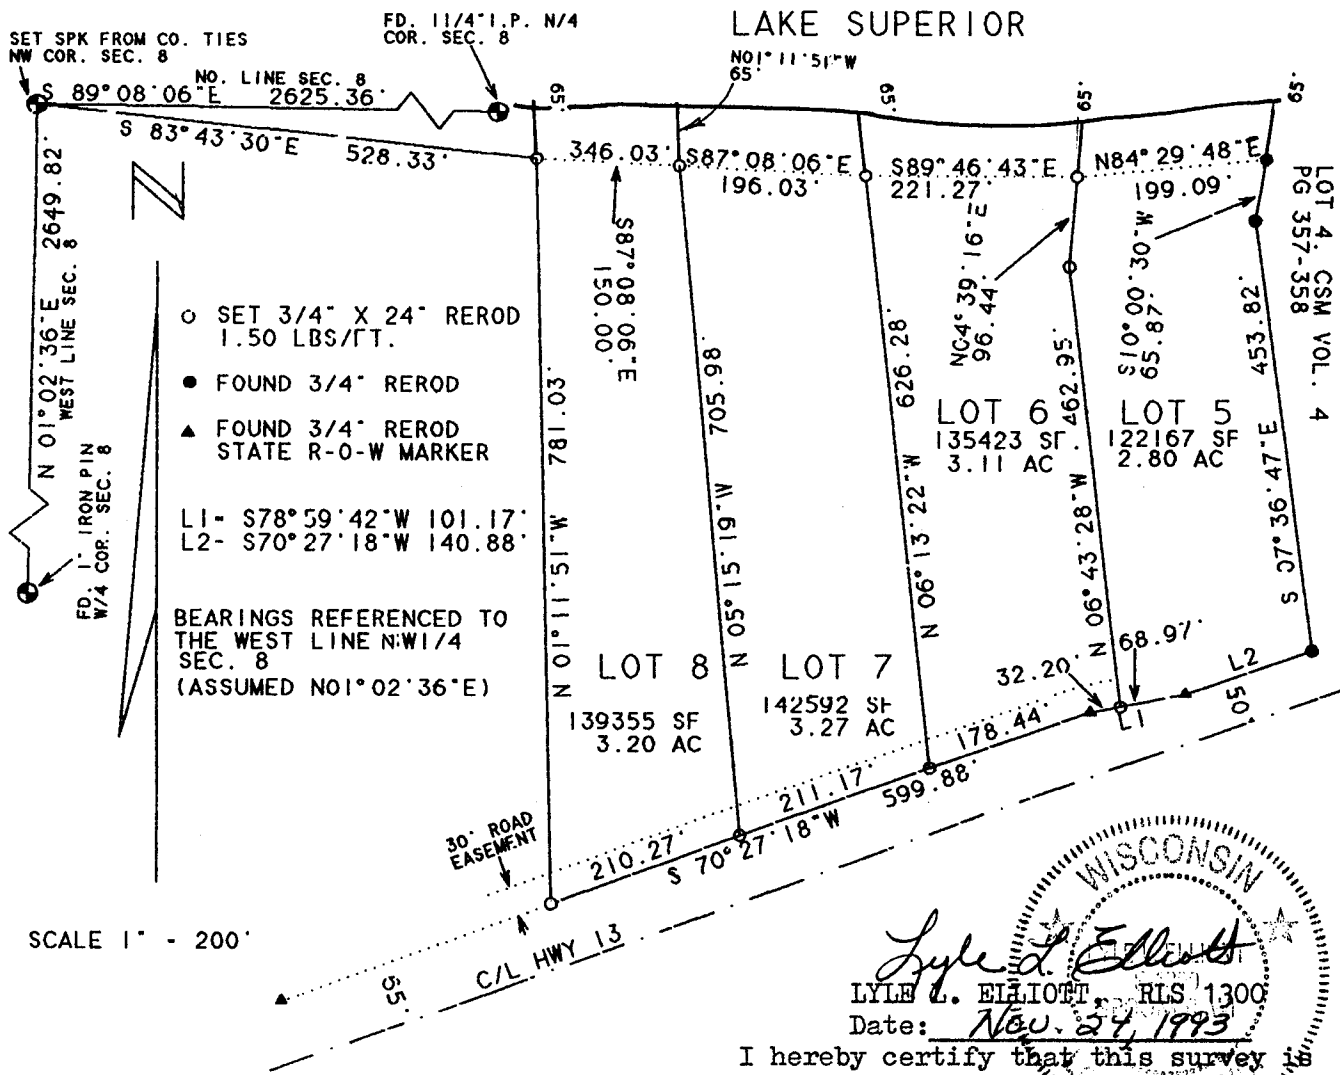 LAKE SUPERIOR
SET SPK FROM CO. TIES
NW COR. SEC. 8
FD. 1 1/4" I.P. N/4
COR. SEC. 8
N01°11'51"W
65'
NO. LINE SEC. 8
S 89°08'06"E 2625.36'
S 83°43'30"E 528.33'
65'
65'
65'
65'
346.03'
S87°08'06"E
196.03'
S89°46'43"E
221.27'
N84°29'48"E
199.09'
S87°08'06"E
150.00'
N04°39'16"E
96.44'
S10°00'30"W
65.87'
LOT 4, CSM VOL. 4
PG 357-358
N 01°02'36"E 2649.82'
WEST LINE SEC. 8
FD. 1" IRON PIN
W/4 COR. SEC. 8
SET 3/4" X 24" REROD
1.50 LBS/FT.
FOUND 3/4" REROD
FOUND 3/4" REROD
STATE R-O-W MARKER
L1- S78°59'42"W 101.17'
L2- S70°27'18"W 140.88'
BEARINGS REFERENCED TO
THE WEST LINE NW1/4
SEC. 8
(ASSUMED N01°02'36"E)
N 01°11'51"W 781.03'
N 05°15'19"W 705.98'
N 06°13'22"W 626.28'
N 06°43'28"W 462.95'
S 07°36'47"E 453.82'
LOT 6
135423 SF
3.11 AC
LOT 5
122167 SF
2.80 AC
LOT 8
139355 SF
3.20 AC
LOT 7
142592 SF
3.27 AC
32.20'
68.97'
L1
L2
50'
178.44'
211.17'
599.88'
210.27'
S 70°27'18"W
30' ROAD
EASEMENT
C/L HWY 13
55'
SCALE 1" - 200'
WISCONSIN
Lyle L. Elliott
LYLE L. ELLIOTT, RLS 1300
Date: Nov. 24, 1993
I hereby certify that this survey is